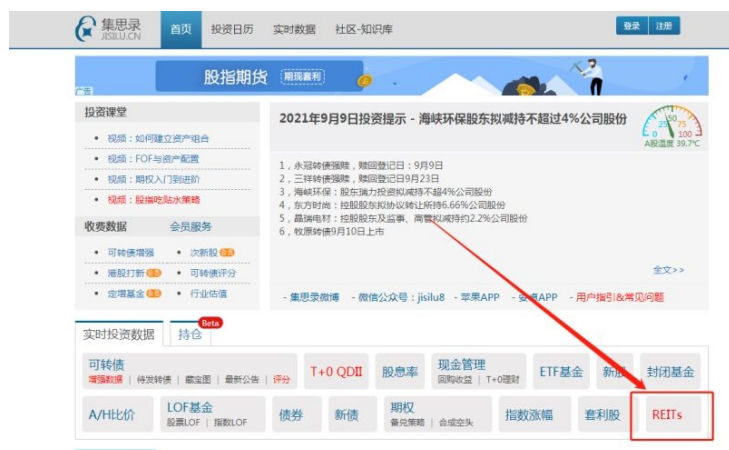 集思录
JISILU.CN
首页 投资日历 实时数据 社区-知识库 登录 注册
股指期货 期现套利
广告
投资课堂
• 视频：如何建立资产组合
• 视频：FOF与资产配置
• 视频：期权入门到进阶
• 视频：股指吃贴水策略
收费数据 会员服务
• 可转债增强 • 次新股
• 港股打新 • 可转债评分
• 定增基金 • 行业估值
2021年9月9日投资提示 - 海峡环保股东拟减持不超过4%公司股份
25 50 75
0 100
A股温度 39.7℃
1，永冠转债强赎，赎回登记日：9月9日
2，三祥转债强赎，赎回登记日9月23日
3，海峡环保：股东瑞力投资拟减持不超4%公司股份
4，东方时尚：控股股东拟协议转让所持6.66%公司股份
5，晶瑞电材：控股股东及监事、高管拟减持约2.2%公司股份
6，牧原转债9月10日上市
全文>>
- 集思录微博 - 微信公众号：jisilu8 - 苹果APP - 安卓APP - 用户指引&常见问题
实时投资数据 持仓 Beta
可转债
增强数据 | 待发转债 | 藏宝图 | 最新公告 | 评分
T+0 QDII
股息率
现金管理
回购收益 | T+0理财
ETF基金
新股
封闭基金
A/H比价
LOF基金
股票LOF | 指数LOF
债券
新债
期权
备兑策略 | 合成空头
指数涨幅
套利股
REITs